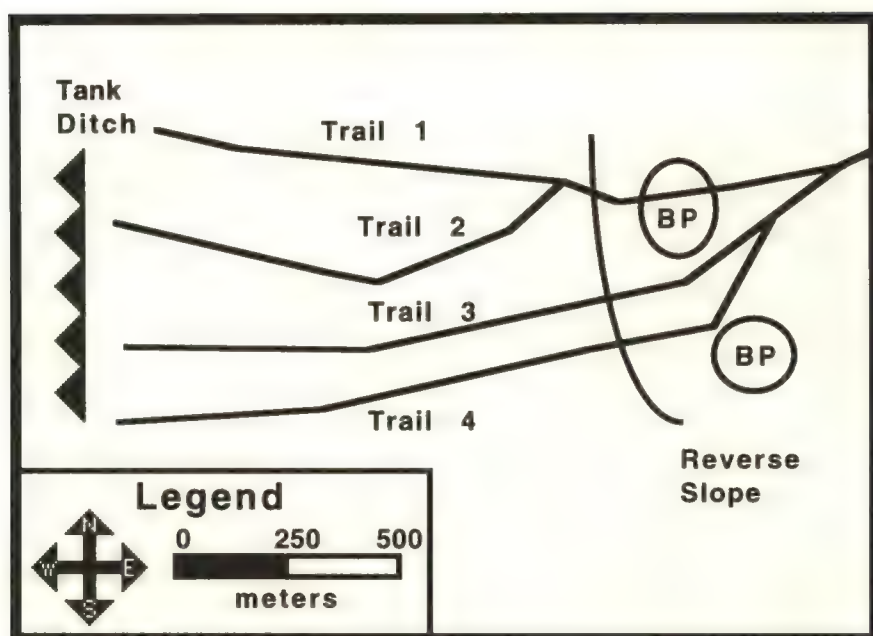 Tank
Ditch
Trail 1
Trail 2
BP
Trail 3
BP
Trail 4
Reverse
Slope
Legend
N
W E
S
0 250 500
meters